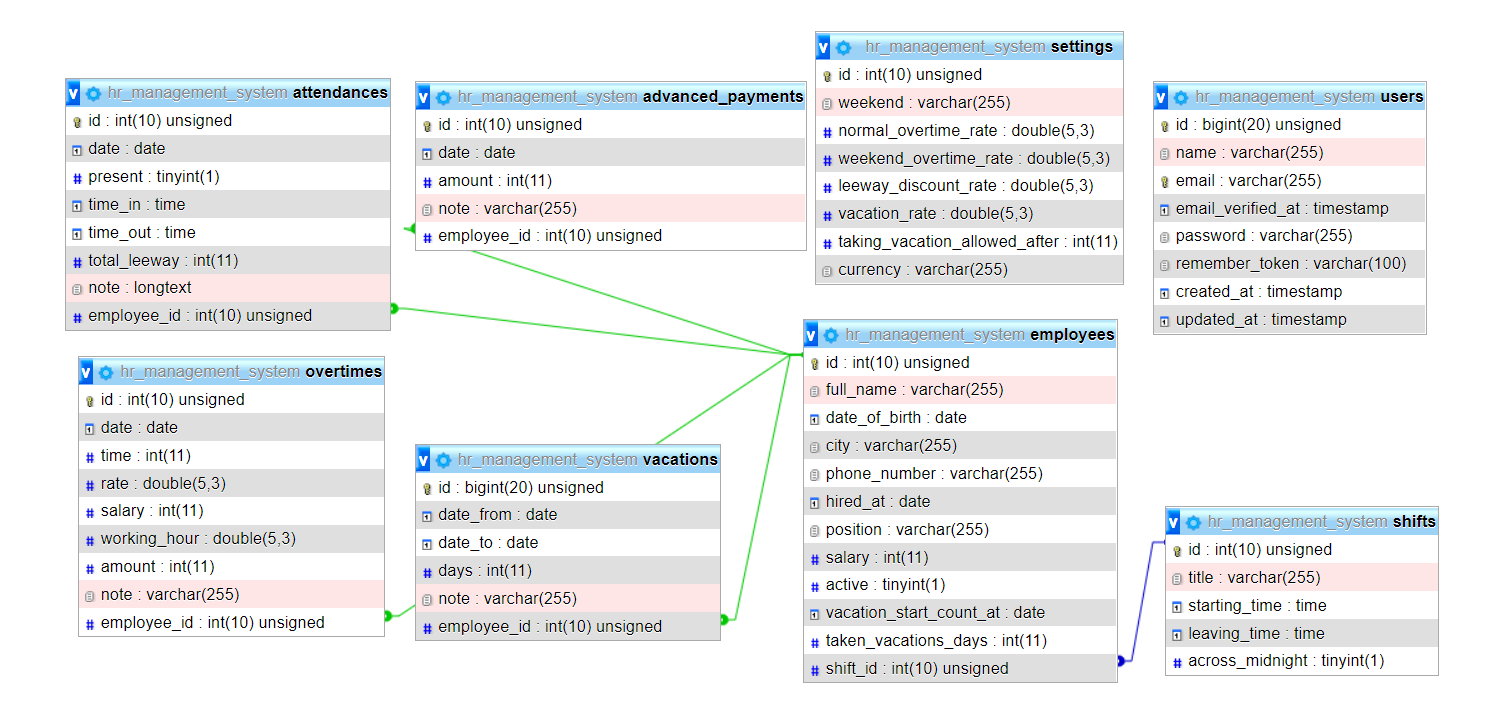 v hr_management_system attendances
id : int(10) unsigned
date : date
present : tinyint(1)
time_in : time
time_out : time
total_leeway : int(11)
note : longtext
employee_id : int(10) unsigned
v hr_management_system advanced_payments
id : int(10) unsigned
date : date
amount : int(11)
note : varchar(255)
employee_id : int(10) unsigned
v hr_management_system settings
id : int(10) unsigned
weekend : varchar(255)
normal_overtime_rate : double(5,3)
weekend_overtime_rate : double(5,3)
leeway_discount_rate : double(5,3)
vacation_rate : double(5,3)
taking_vacation_allowed_after : int(11)
currency : varchar(255)
v hr_management_system users
id : bigint(20) unsigned
name : varchar(255)
email : varchar(255)
email_verified_at : timestamp
password : varchar(255)
remember_token : varchar(100)
created_at : timestamp
updated_at : timestamp
v hr_management_system overtimes
id : int(10) unsigned
date : date
time : int(11)
rate : double(5,3)
salary : int(11)
working_hour : double(5,3)
amount : int(11)
note : varchar(255)
employee_id : int(10) unsigned
v hr_management_system vacations
id : bigint(20) unsigned
date_from : date
date_to : date
days : int(11)
note : varchar(255)
employee_id : int(10) unsigned
v hr_management_system employees
id : int(10) unsigned
full_name : varchar(255)
date_of_birth : date
city : varchar(255)
phone_number : varchar(255)
hired_at : date
position : varchar(255)
salary : int(11)
active : tinyint(1)
vacation_start_count_at : date
taken_vacations_days : int(11)
shift_id : int(10) unsigned
v hr_management_system shifts
id : int(10) unsigned
title : varchar(255)
starting_time : time
leaving_time : time
across_midnight : tinyint(1)